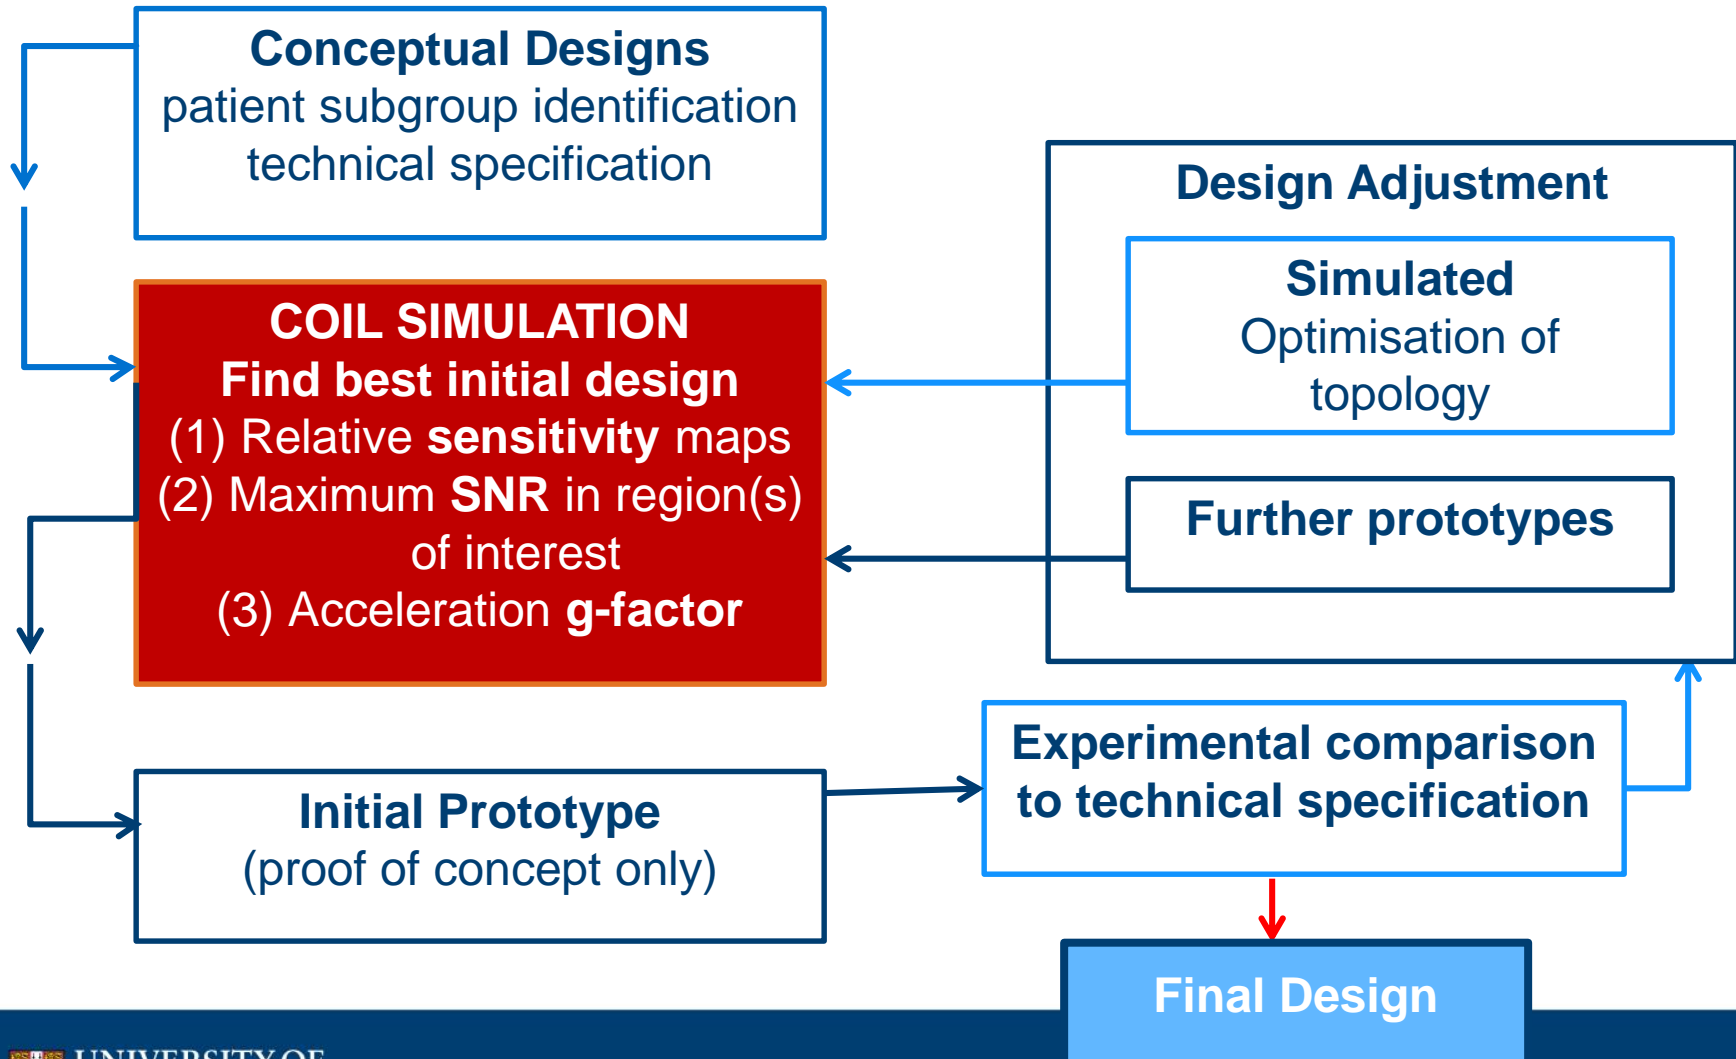 Conceptual Designs
patient subgroup identification
technical specification
COIL SIMULATION
Find best initial design
(1) Relative sensitivity maps
(2) Maximum SNR in region(s)
of interest
(3) Acceleration g-factor
Initial Prototype
(proof of concept only)
Design Adjustment
Simulated
Optimisation of
topology
Further prototypes
Experimental comparison
to technical specification
Final Design
UNIVERSITY OF